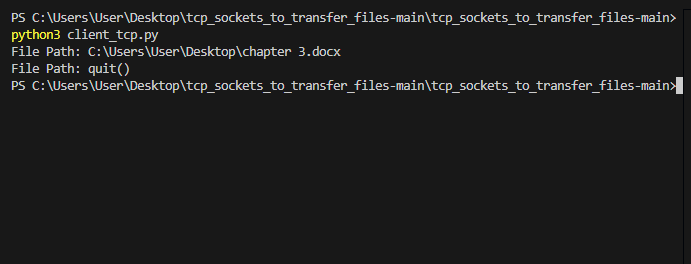 PS C:\Users\User\Desktop\tcp_sockets_to_transfer_files-main\tcp_sockets_to_transfer_files-main>
python3 client_tcp.py
File Path: C:\Users\User\Desktop\chapter 3.docx
File Path: quit()
PS C:\Users\User\Desktop\tcp_sockets_to_transfer_files-main\tcp_sockets_to_transfer_files-main>